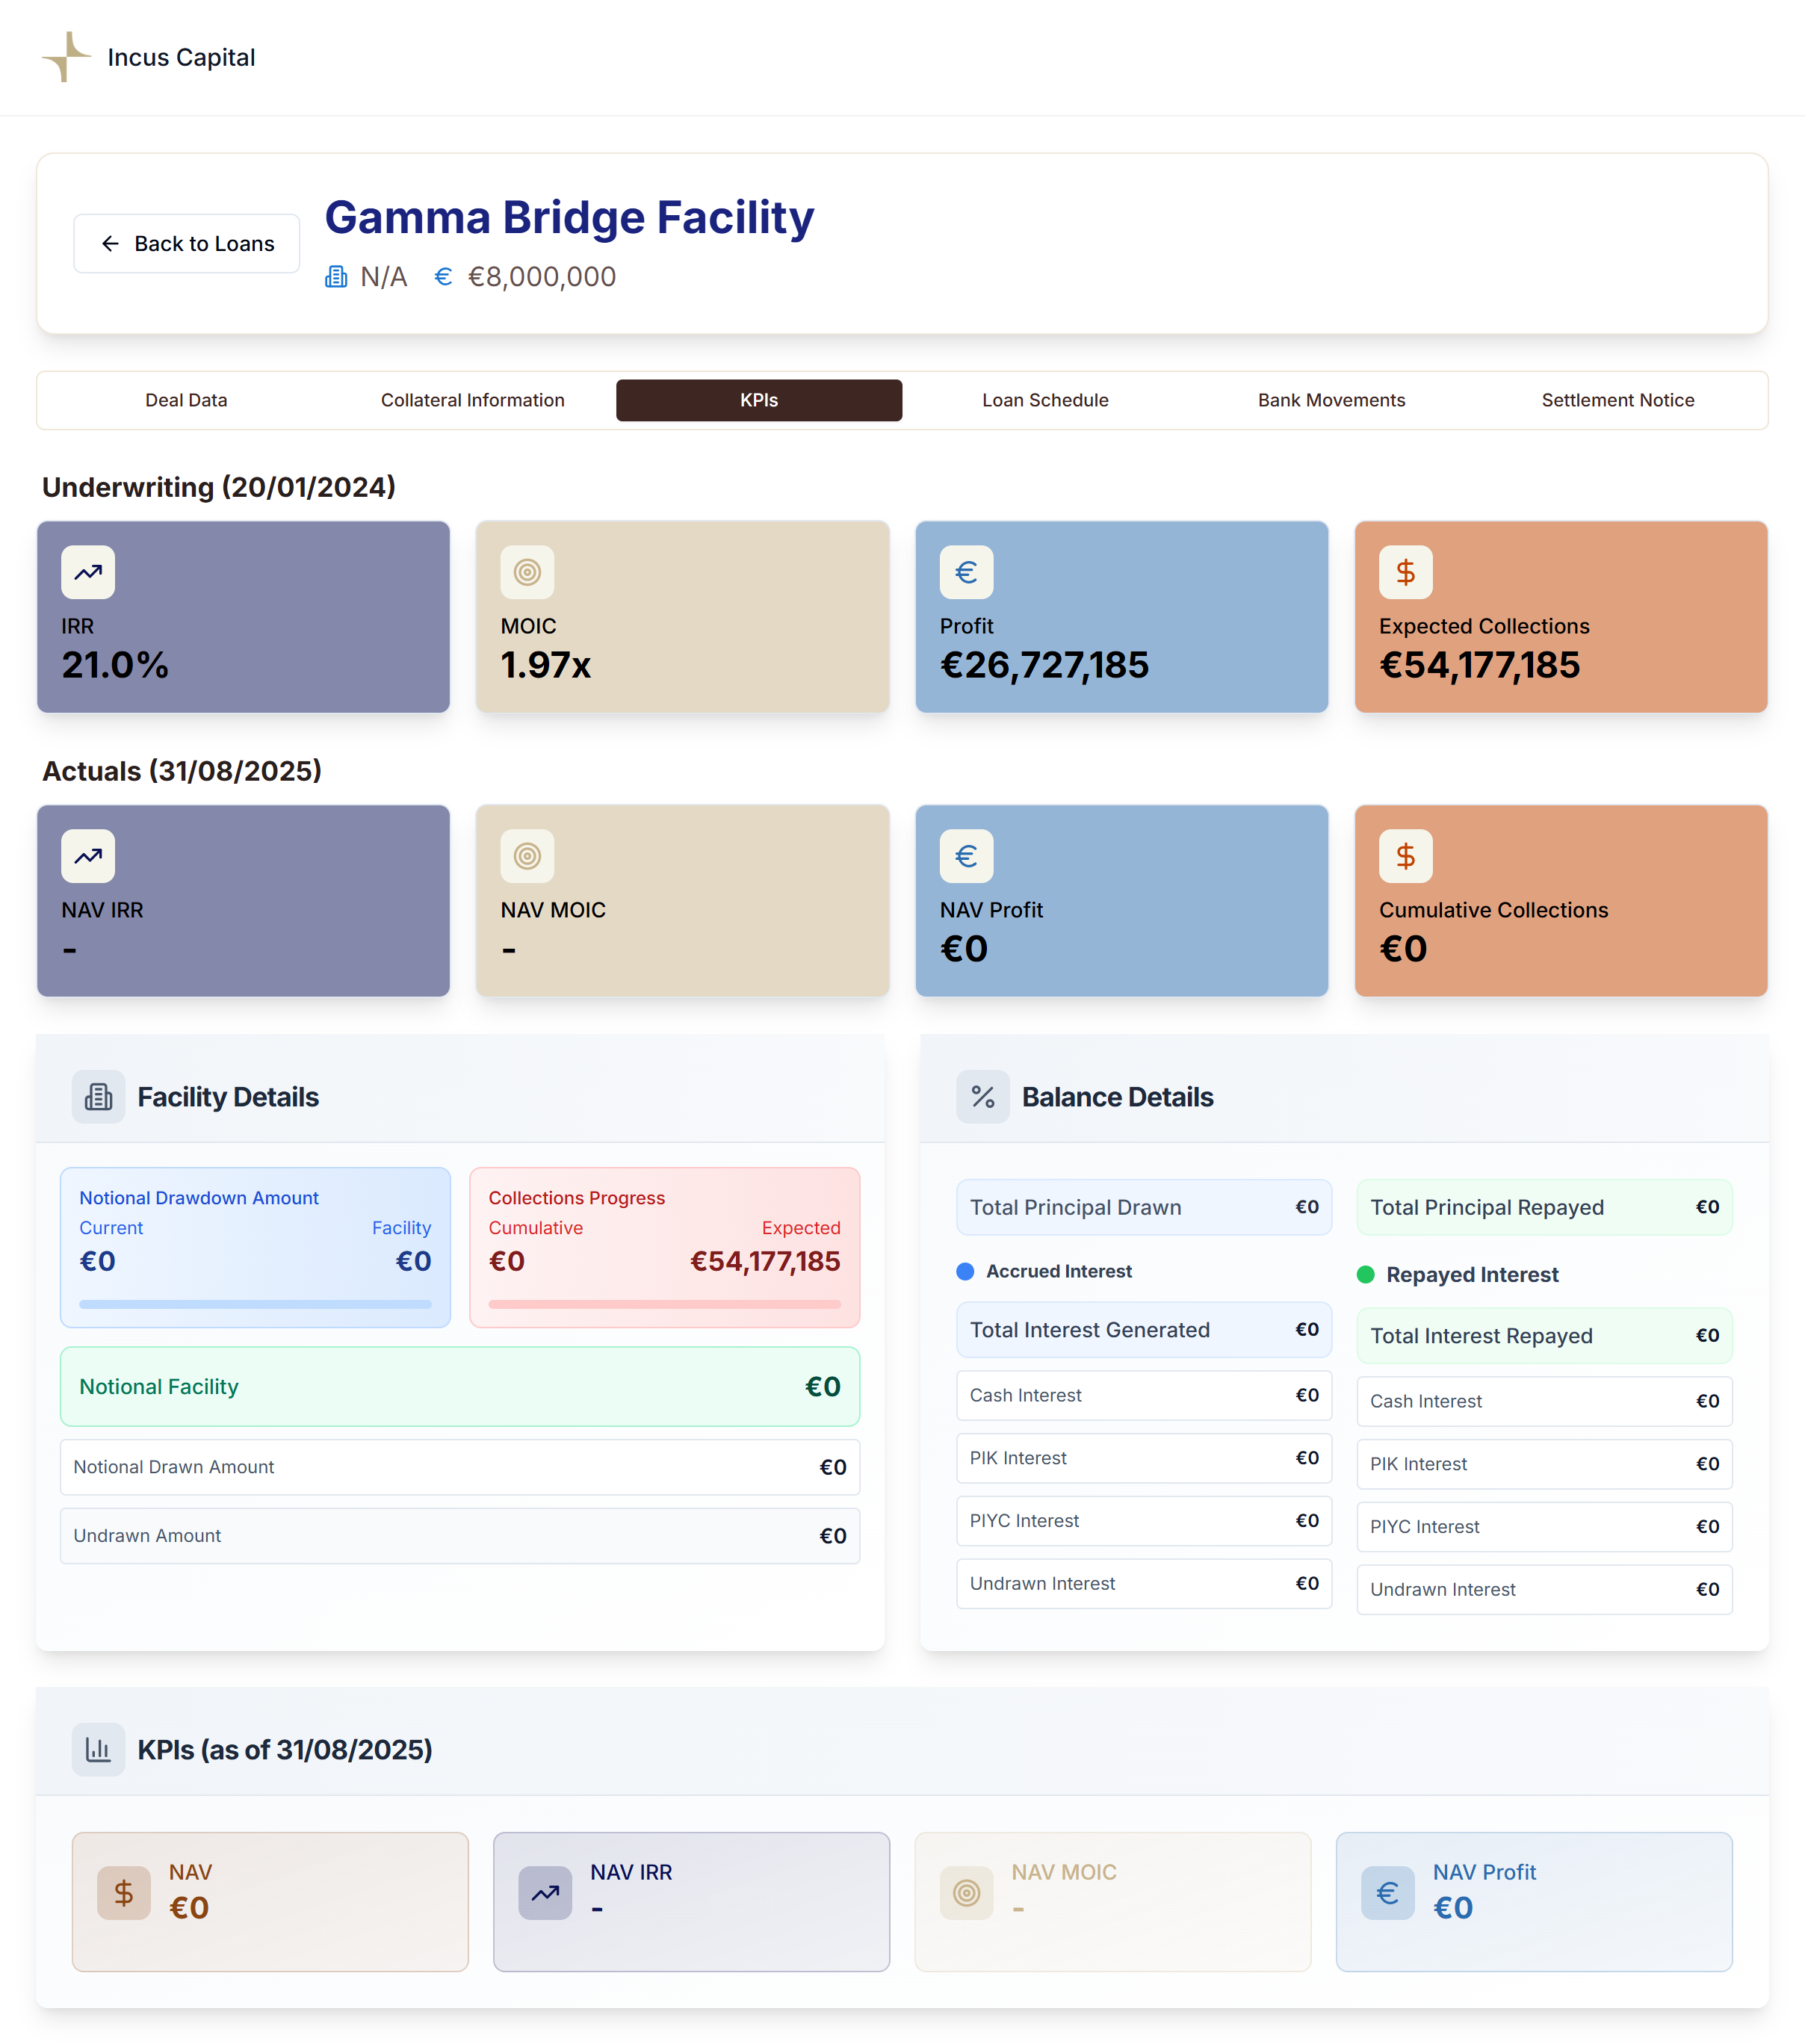 Incus Capital
Back to Loans
Gamma Bridge Facility
N/A € €8,000,000
Deal Data Collateral Information KPIs Loan Schedule Bank Movements Settlement Notice
Underwriting (20/01/2024)
IRR
21.0%
MOIC
1.97x
€
Profit
€26,727,185
$
Expected Collections
€54,177,185
Actuals (31/08/2025)
NAV IRR
-
NAV MOIC
-
€
NAV Profit
€0
$
Cumulative Collections
€0
Facility Details
Notional Drawdown Amount
Current Facility
€0 €0
Collections Progress
Cumulative Expected
€0 €54,177,185
Notional Facility €0
Notional Drawn Amount €0
Undrawn Amount €0
% Balance Details
Total Principal Drawn €0
Accrued Interest
Total Interest Generated €0
Cash Interest €0
PIK Interest €0
PIYC Interest €0
Undrawn Interest €0
Total Principal Repayed €0
Repayed Interest
Total Interest Repayed €0
Cash Interest €0
PIK Interest €0
PIYC Interest €0
Undrawn Interest €0
KPIs (as of 31/08/2025)
$
NAV
€0
NAV IRR
-
NAV MOIC
-
€
NAV Profit
€0